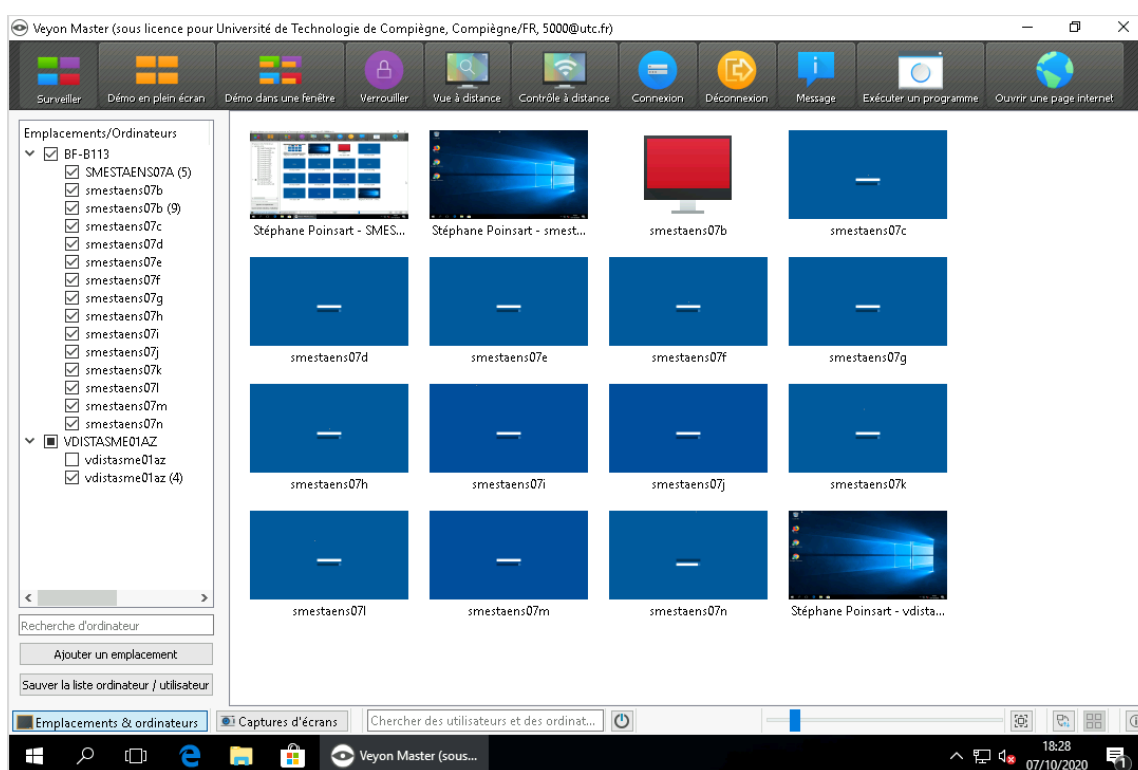 Veyon Master (sous licence pour Université de Technologie de Compiègne, Compiègne/FR, 5000@utc.fr)
Surveiller
Démo en plein écran
Démo dans une fenêtre
Verrouiller
Vue à distance
Contrôle à distance
Connexion
Déconnexion
Message
Exécuter un programme
Ouvrir une page internet
Emplacements/Ordinateurs
BF-B113
SMESTAENS07A (5)
smestaens07b
smestaens07b (9)
smestaens07c
smestaens07d
smestaens07e
smestaens07f
smestaens07g
smestaens07h
smestaens07i
smestaens07j
smestaens07k
smestaens07l
smestaens07m
smestaens07n
VDISTASME01AZ
vdistasme01az
vdistasme01az (4)
Recherche d'ordinateur
Ajouter un emplacement
Sauver la liste ordinateur / utilisateur
Stéphane Poinsart - SMES...
Stéphane Poinsart - smest...
smestaens07b
smestaens07c
smestaens07d
smestaens07e
smestaens07f
smestaens07g
smestaens07h
smestaens07i
smestaens07j
smestaens07k
smestaens07l
smestaens07m
smestaens07n
Stéphane Poinsart - vdista...
Emplacements & ordinateurs
Captures d'écrans
Chercher des utilisateurs et des ordinat...
Veyon Master (sous...
18:28
07/10/2020
1